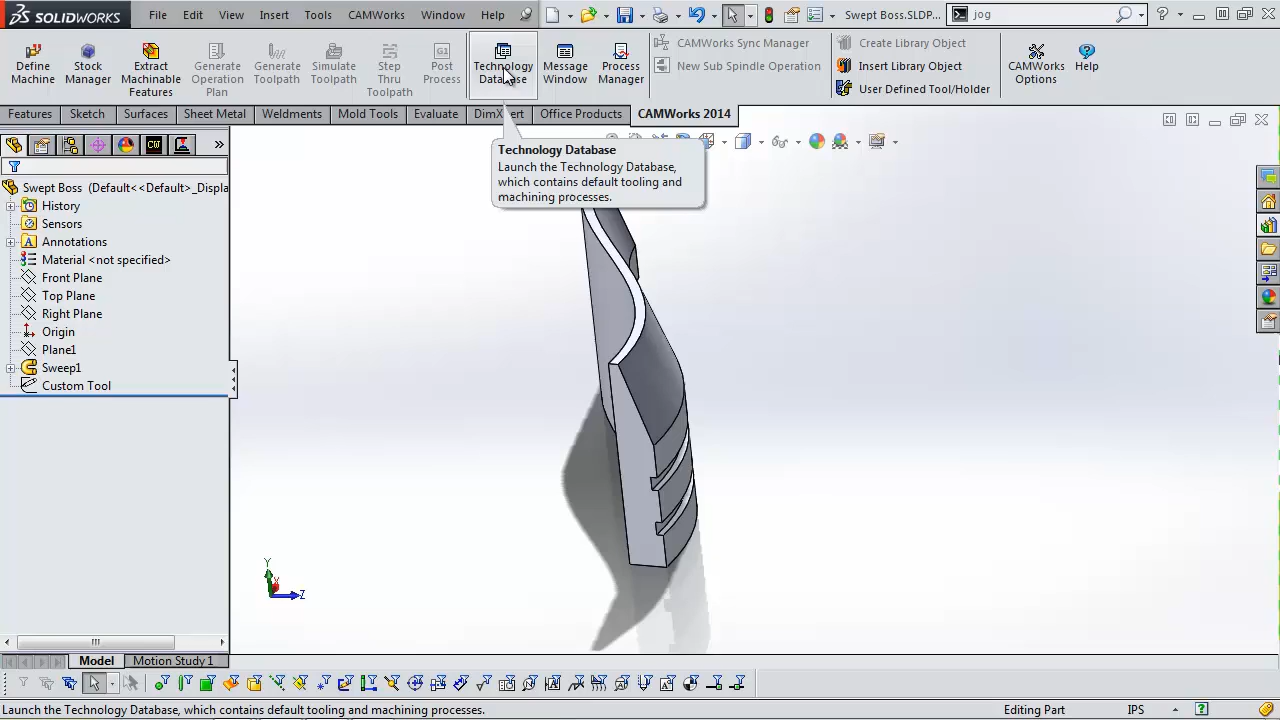 SOLIDWORKS File Edit View Insert Tools CAMWorks Window Help Swept Boss.SLDP... jog
Define Machine
Stock Manager
Extract Machinable Features
Generate Operation Plan
Generate Toolpath
Simulate Toolpath
Step Thru Toolpath
G1
Post Process
Technology Database
Message Window
Process Manager
CAMWorks Sync Manager
New Sub Spindle Operation
Create Library Object
Insert Library Object
User Defined Tool/Holder
CAMWorks Options
Help
Features Sketch Surfaces Sheet Metal Weldments Mold Tools Evaluate DimXpert Office Products CAMWorks 2014
CW
Technology Database
Launch the Technology Database,
which contains default tooling and
machining processes.
Swept Boss (Default<<Default>_Displa
History
Sensors
Annotations
Material <not specified>
Front Plane
Top Plane
Right Plane
Origin
Plane1
Sweep1
Custom Tool
Y
Z
Model Motion Study 1
Launch the Technology Database, which contains default tooling and machining processes. Editing Part IPS